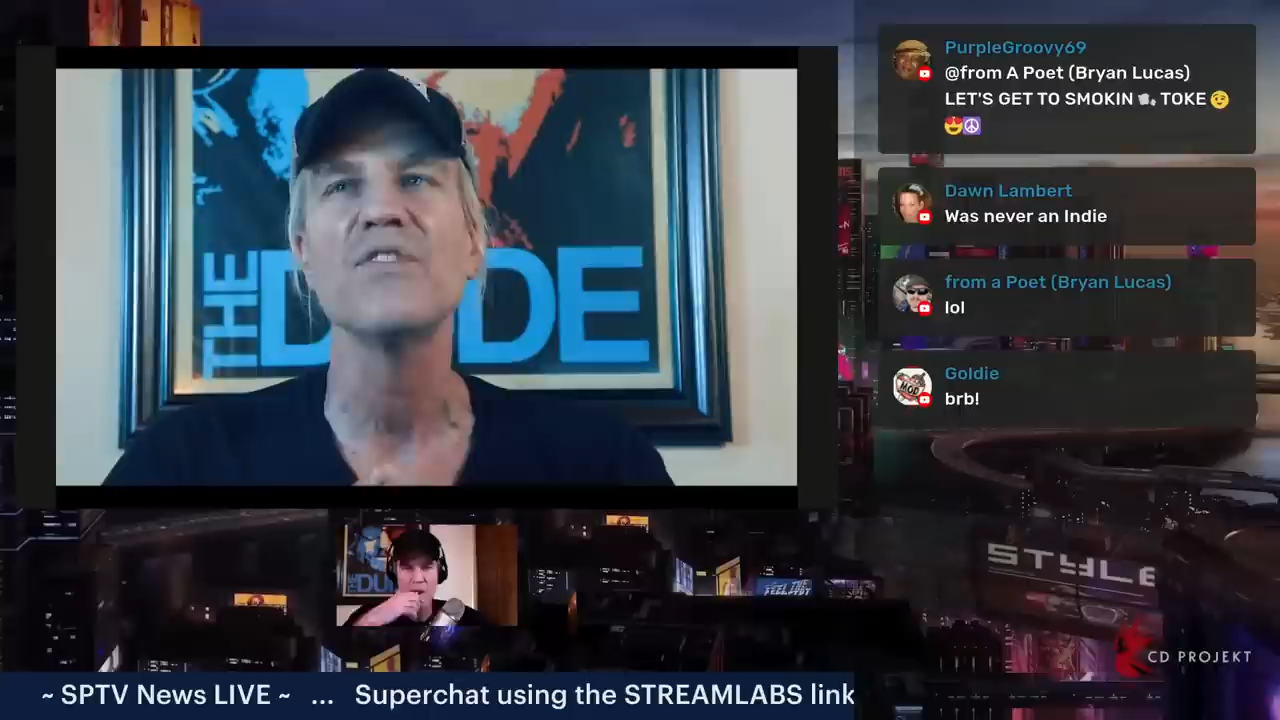 THE
DUDE
PurpleGroovy69
@from A Poet (Bryan Lucas)
LET'S GET TO SMOKIN TOKE
Dawn Lambert
Was never an Indie
from a Poet (Bryan Lucas)
lol
Goldie
MOD
brb!
STYLE
CD PROJEKT
~ SPTV News LIVE ~ ... Superchat using the STREAMLABS link